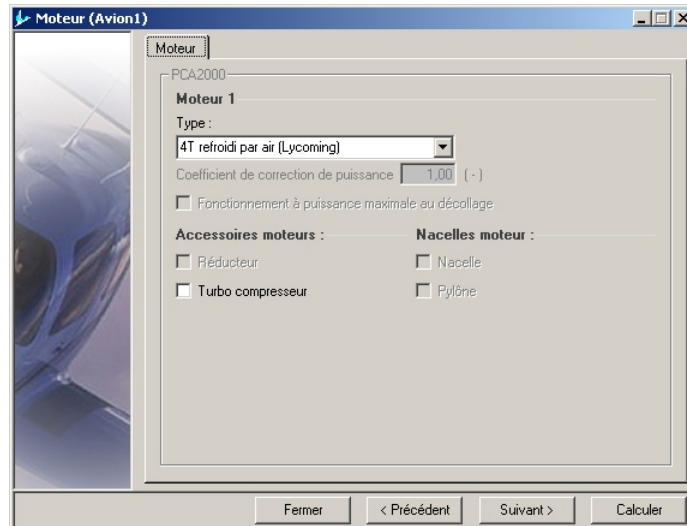 Moteur (Avion1)
Moteur
PCA2000
Moteur 1
Type :
4T refroidi par air (Lycoming)
Coefficient de correction de puissance 1,00 (-)
Fonctionnement à puissance maximale au décollage
Accessoires moteurs : Nacelles moteur :
Réducteur Nacelle
Turbo compresseur Pylône
Fermer < Précédent Suivant > Calculer